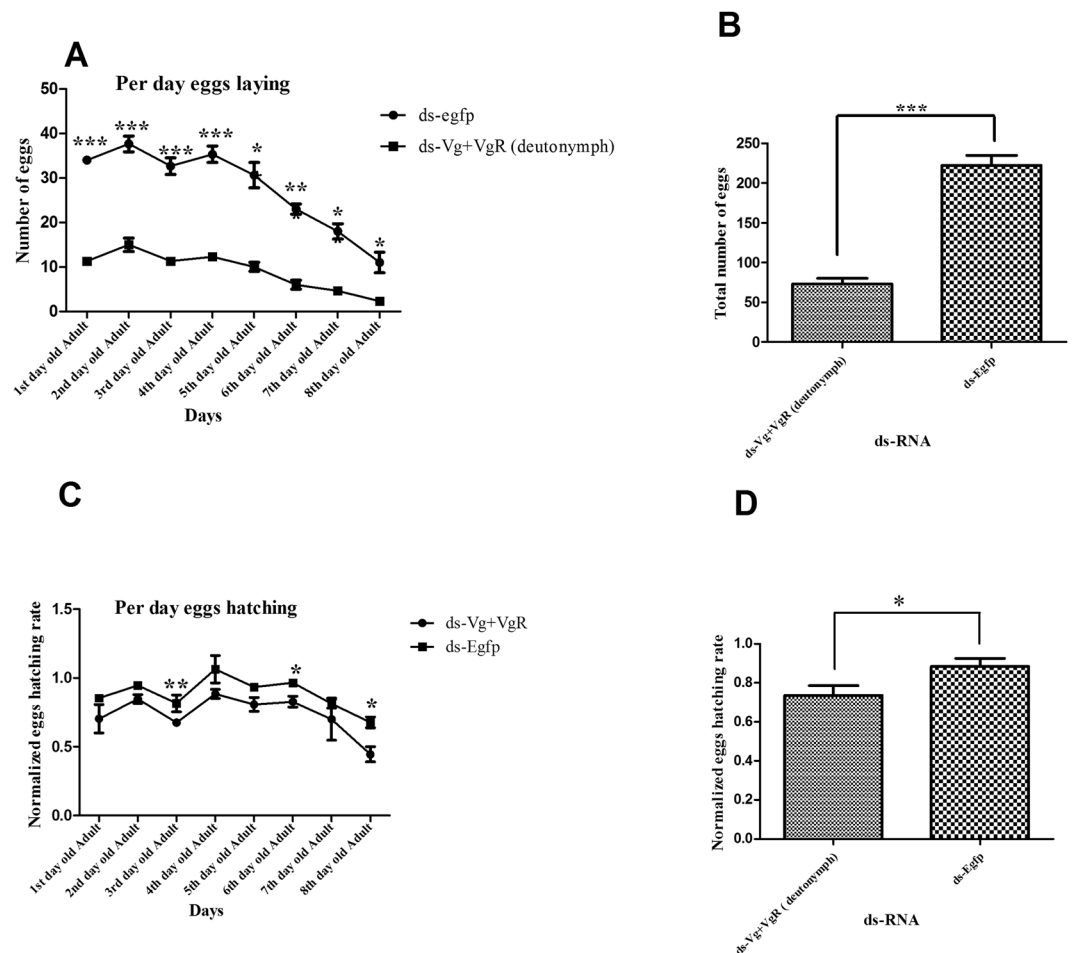 A
Per day eggs laying
Number of eggs
50
40
30
20
10
0
***
***
***
***
*
**
*
*
*
ds-egfp
ds-Vg+VgR (deutonymph)
1st day old Adult
2nd day old Adult
3rd day old Adult
4th day old Adult
5th day old Adult
6th day old Adult
7th day old Adult
8th day old Adult
Days
B
***
Total number of eggs
250
200
150
100
50
0
ds-Vg+VgR (deutonymph)
ds-Egfp
ds-RNA
C
Per day eggs hatching
Normalized eggs hatching rate
1.5
1.0
0.5
0.0
**
*
*
ds-Vg+VgR
ds-Egfp
1st day old Adult
2nd day old Adult
3rd day old Adult
4th day old Adult
5th day old Adult
6th day old Adult
7th day old Adult
8th day old Adult
Days
D
*
Normalized eggs hatching rate
1.0
0.8
0.6
0.4
0.2
0.0
ds-Vg+VgR ( deutonymph)
ds-Egfp
ds-RNA